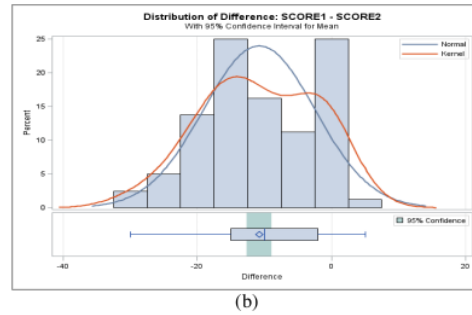 Distribution of Difference: SCORE1 - SCORE2
With 95% Confidence Interval for Mean
25
20
15
10
5
0
Percent
Normal
Kernel
95% Confidence
-40
-20
0
20
Difference
(b)